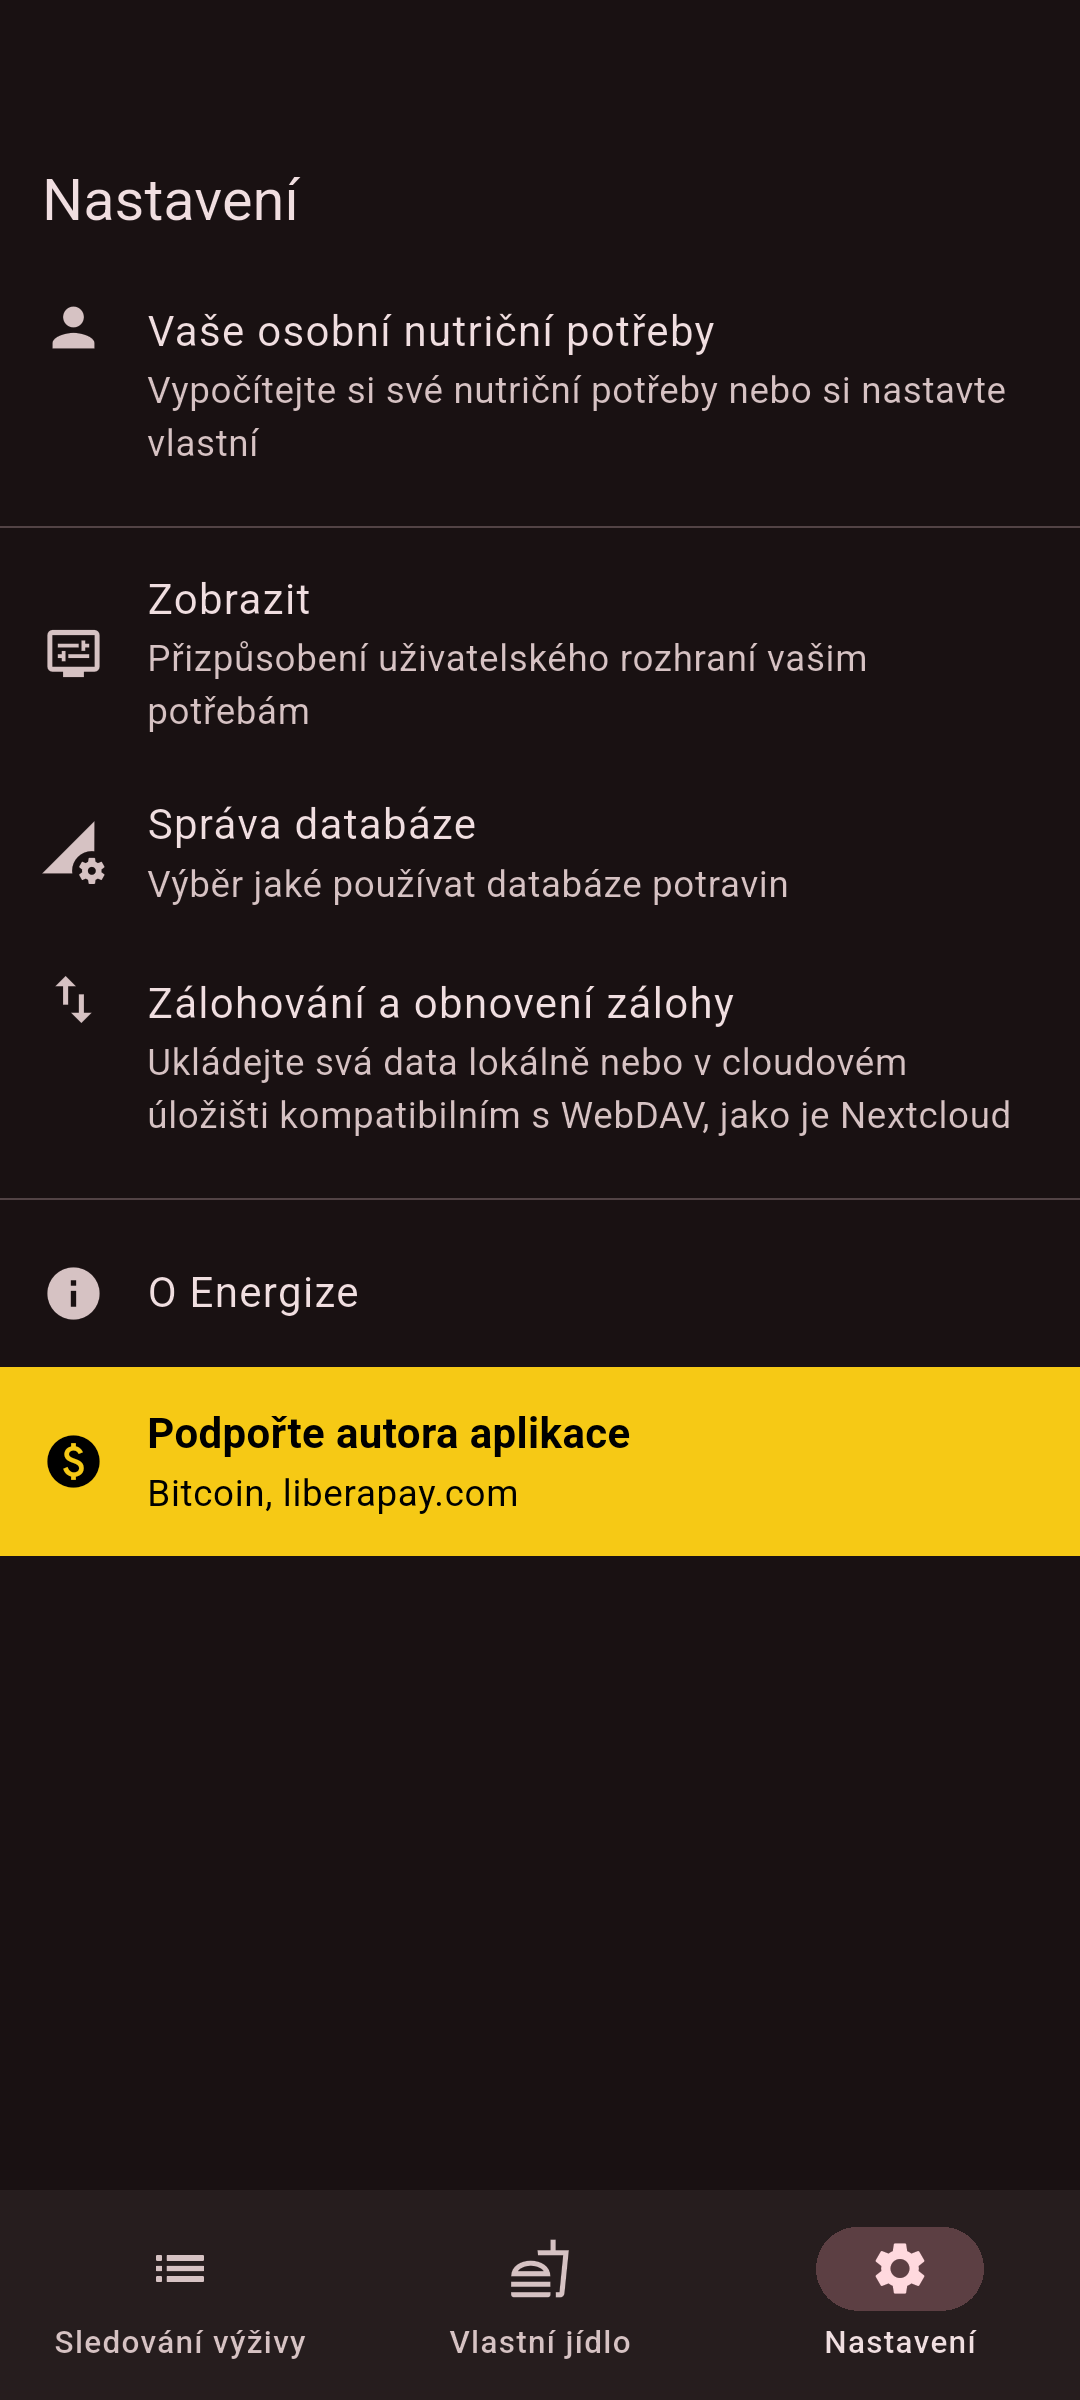 Nastavení
Vaše osobní nutriční potřeby
Vypočítejte si své nutriční potřeby nebo si nastavte
vlastní
Zobrazit
Přizpůsobení uživatelského rozhraní vašim
potřebám
Správa databáze
Výběr jaké používat databáze potravin
Zálohování a obnovení zálohy
Ukládejte svá data lokálně nebo v cloudovém
úložišti kompatibilním s WebDAV, jako je Nextcloud
O Energize
Podpořte autora aplikace
Bitcoin, liberapay.com
Sledování výživy
Vlastní jídlo
Nastavení